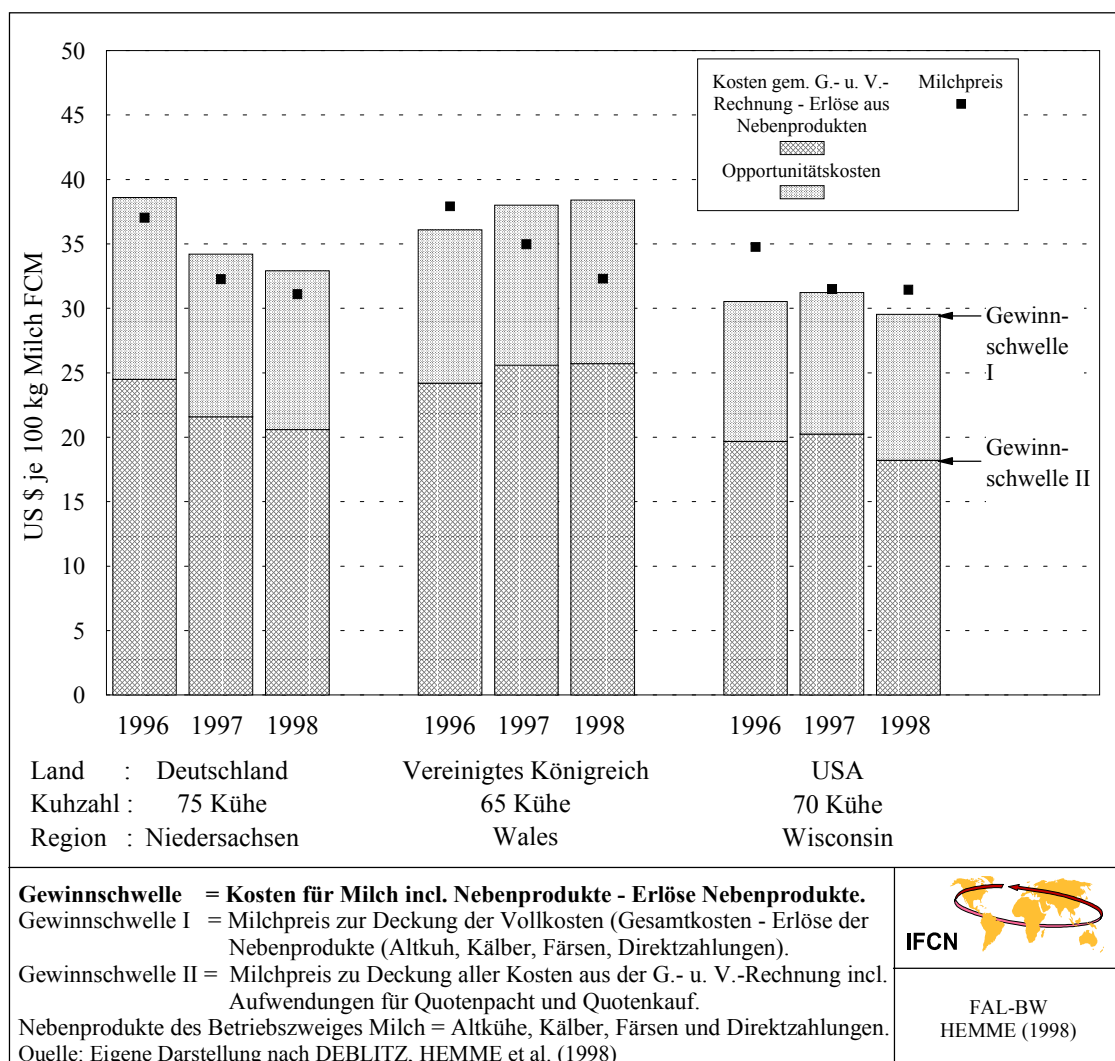 50
45
40
35
30
25
20
15
10
5
0
US $ je 100 kg Milch FCM
Kosten gem. G.- u. V.-
Rechnung - Erlöse aus
Nebenprodukten
Opportunitätskosten
Milchpreis
Gewinn-
schwelle
I
Gewinn-
schwelle II
1996 1997 1998 1996 1997 1998 1996 1997 1998
Land : Deutschland Vereinigtes Königreich USA
Kuhzahl : 75 Kühe 65 Kühe 70 Kühe
Region : Niedersachsen Wales Wisconsin
Gewinnschwelle = Kosten für Milch incl. Nebenprodukte - Erlöse Nebenprodukte.
Gewinnschwelle I = Milchpreis zur Deckung der Vollkosten (Gesamtkosten - Erlöse der
Nebenprodukte (Altkuh, Kälber, Färsen, Direktzahlungen).
Gewinnschwelle II = Milchpreis zu Deckung aller Kosten aus der G.- u. V.-Rechnung incl.
Aufwendungen für Quotenpacht und Quotenkauf.
Nebenprodukte des Betriebszweiges Milch = Altkühe, Kälber, Färsen und Direktzahlungen.
Quelle: Eigene Darstellung nach DEBLITZ, HEMME et al. (1998)
IFCN
FAL-BW
HEMME (1998)